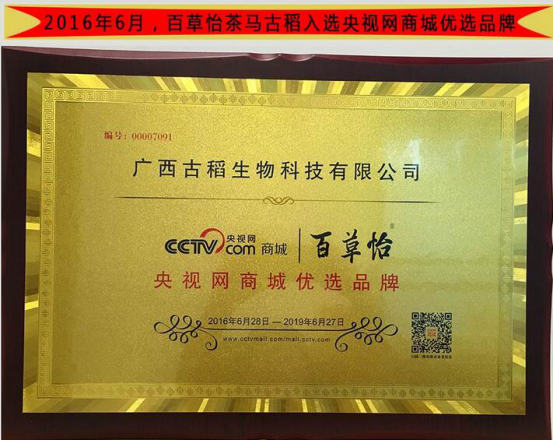 2016年6月，百草怡茶马古稻入选央视网商城优选品牌
编号：00007091
广西古稻生物科技有限公司
CCTV.com 央视网 商城 | 百草怡®
央视网商城优选品牌
2016年6月28日 — 2019年6月27日
www.cctvmall.com/mall.cctv.com